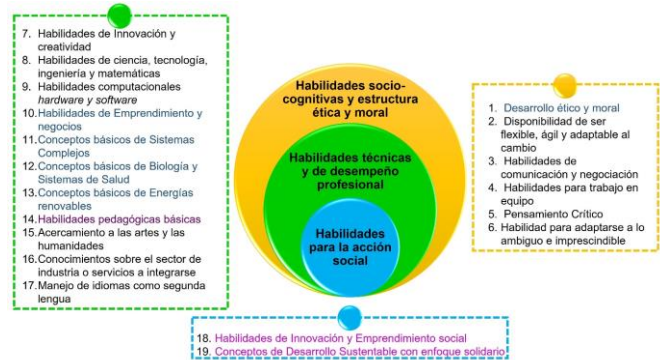 7. Habilidades de Innovación y
creatividad
8. Habilidades de ciencia, tecnología,
ingeniería y matemáticas
9. Habilidades computacionales
hardware y software
10.Habilidades de Emprendimiento y
negocios
11.Conceptos básicos de Sistemas
Complejos
12.Conceptos básicos de Biología y
Sistemas de Salud
13.Conceptos básicos de Energías
renovables
14.Habilidades pedagógicas básicas
15.Acercamiento a las artes y las
humanidades
16.Conocimientos sobre el sector de
industria o servicios a integrarse
17.Manejo de idiomas como segunda
lengua
Habilidades socio-
cognitivas y estructura
ética y moral
Habilidades técnicas
y de desempeño
profesional
Habilidades
para la acción
social
1. Desarrollo ético y moral
2. Disponibilidad de ser
flexible, ágil y adaptable al
cambio
3. Habilidades de
comunicación y negociación
4. Habilidades para trabajo en
equipo
5. Pensamiento Crítico
6. Habilidad para adaptarse a lo
ambiguo e imprescindible
18. Habilidades de Innovación y Emprendimiento social
19. Conceptos de Desarrollo Sustentable con enfoque solidario